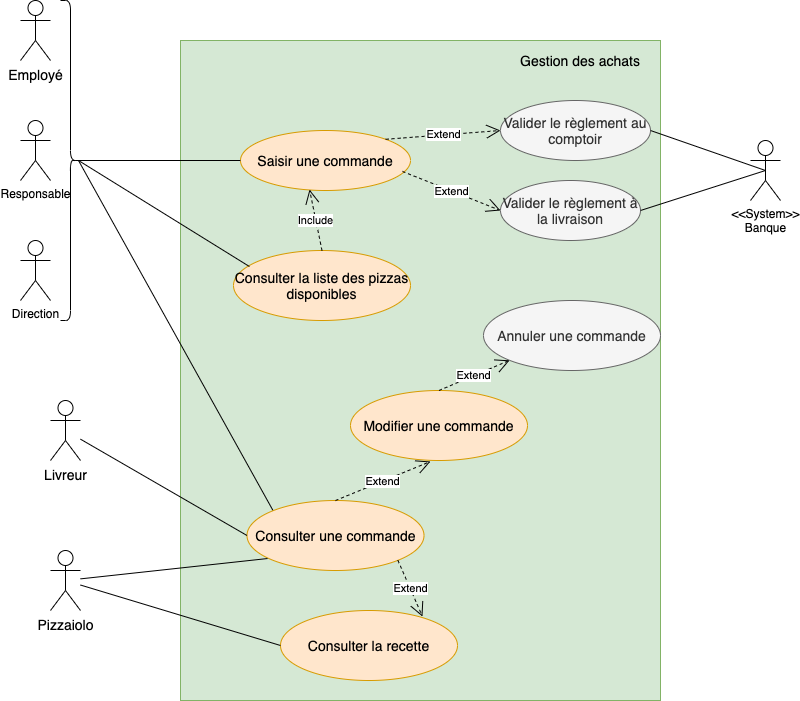 Employé
Gestion des achats
Valider le règlement au
comptoir
Extend
Saisir une commande
Responsable
Extend
Valider le règlement à
la livraison
<<System>>
Banque
Include
Consulter la liste des pizzas
disponibles
Direction
Annuler une commande
Extend
Modifier une commande
Livreur
Extend
Consulter une commande
Extend
Pizzaiolo
Consulter la recette